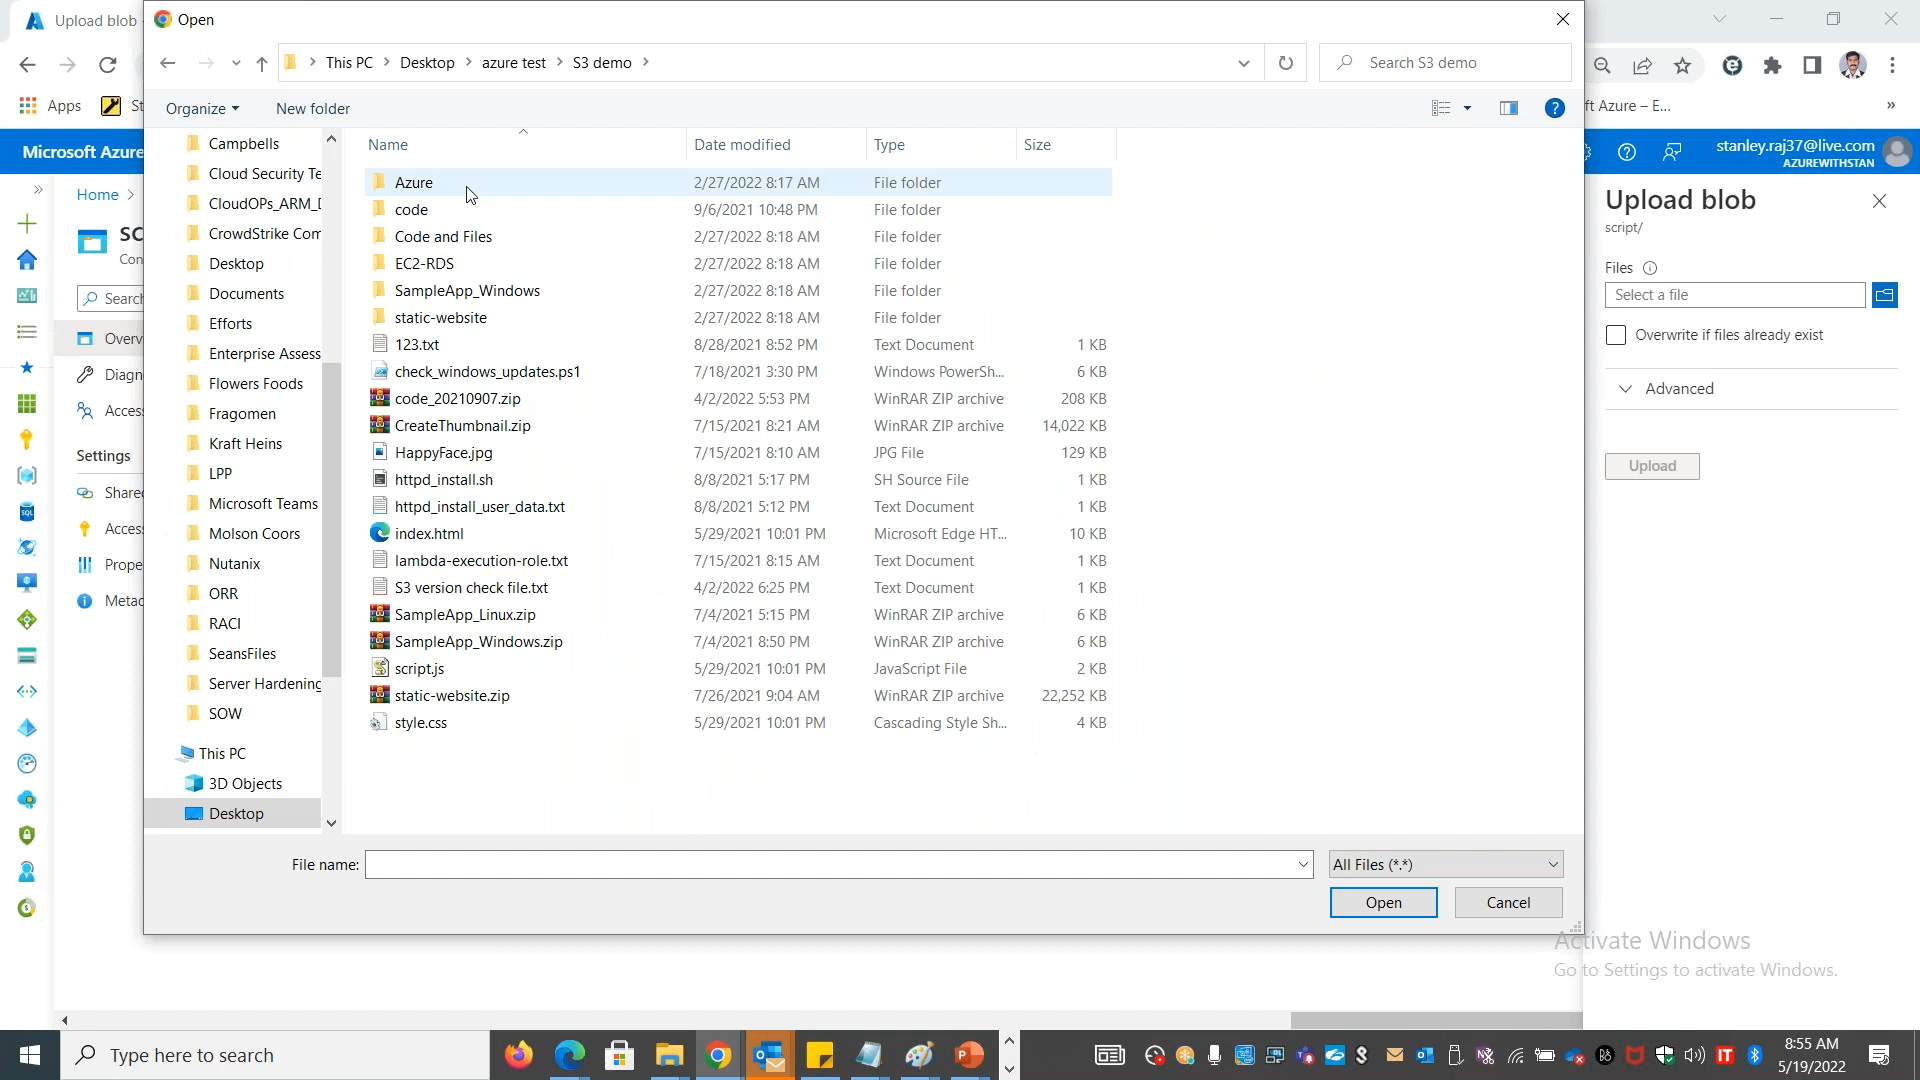 Upload blob
Open
This PC
Desktop
azure test
S3 demo
Search S3 demo
Apps
ft Azure – E...
Organize
New folder
Microsoft Azure
stanley.raj37@live.com
AZUREWITHSTAN
Home
SC
Con
Search
Overv
Diagn
Access
Settings
Share
Acces
Prope
Metad
Campbells
Cloud Security Te
CloudOPs_ARM_D
CrowdStrike Com
Desktop
Documents
Efforts
Enterprise Assess
Flowers Foods
Fragomen
Kraft Heins
LPP
Microsoft Teams
Molson Coors
Nutanix
ORR
RACI
SeansFiles
Server Hardening
SOW
This PC
3D Objects
Desktop
Name Date modified Type Size
Azure 2/27/2022 8:17 AM File folder
code 9/6/2021 10:48 PM File folder
Code and Files 2/27/2022 8:18 AM File folder
EC2-RDS 2/27/2022 8:18 AM File folder
SampleApp_Windows 2/27/2022 8:18 AM File folder
static-website 2/27/2022 8:18 AM File folder
123.txt 8/28/2021 8:52 PM Text Document 1 KB
check_windows_updates.ps1 7/18/2021 3:30 PM Windows PowerSh... 6 KB
code_20210907.zip 4/2/2022 5:53 PM WinRAR ZIP archive 208 KB
CreateThumbnail.zip 7/15/2021 8:21 AM WinRAR ZIP archive 14,022 KB
HappyFace.jpg 7/15/2021 8:10 AM JPG File 129 KB
httpd_install.sh 8/8/2021 5:17 PM SH Source File 1 KB
httpd_install_user_data.txt 8/8/2021 5:12 PM Text Document 1 KB
index.html 5/29/2021 10:01 PM Microsoft Edge HT... 10 KB
lambda-execution-role.txt 7/15/2021 8:15 AM Text Document 1 KB
S3 version check file.txt 4/2/2022 6:25 PM Text Document 1 KB
SampleApp_Linux.zip 7/4/2021 5:15 PM WinRAR ZIP archive 6 KB
SampleApp_Windows.zip 7/4/2021 8:50 PM WinRAR ZIP archive 6 KB
script.js 5/29/2021 10:01 PM JavaScript File 2 KB
static-website.zip 7/26/2021 9:04 AM WinRAR ZIP archive 22,252 KB
style.css 5/29/2021 10:01 PM Cascading Style Sh... 4 KB
File name:
All Files (*.*)
Open
Cancel
Upload blob
script/
Files
Select a file
Overwrite if files already exist
Advanced
Upload
Activate Windows
Go to Settings to activate Windows.
Type here to search
8:55 AM
5/19/2022